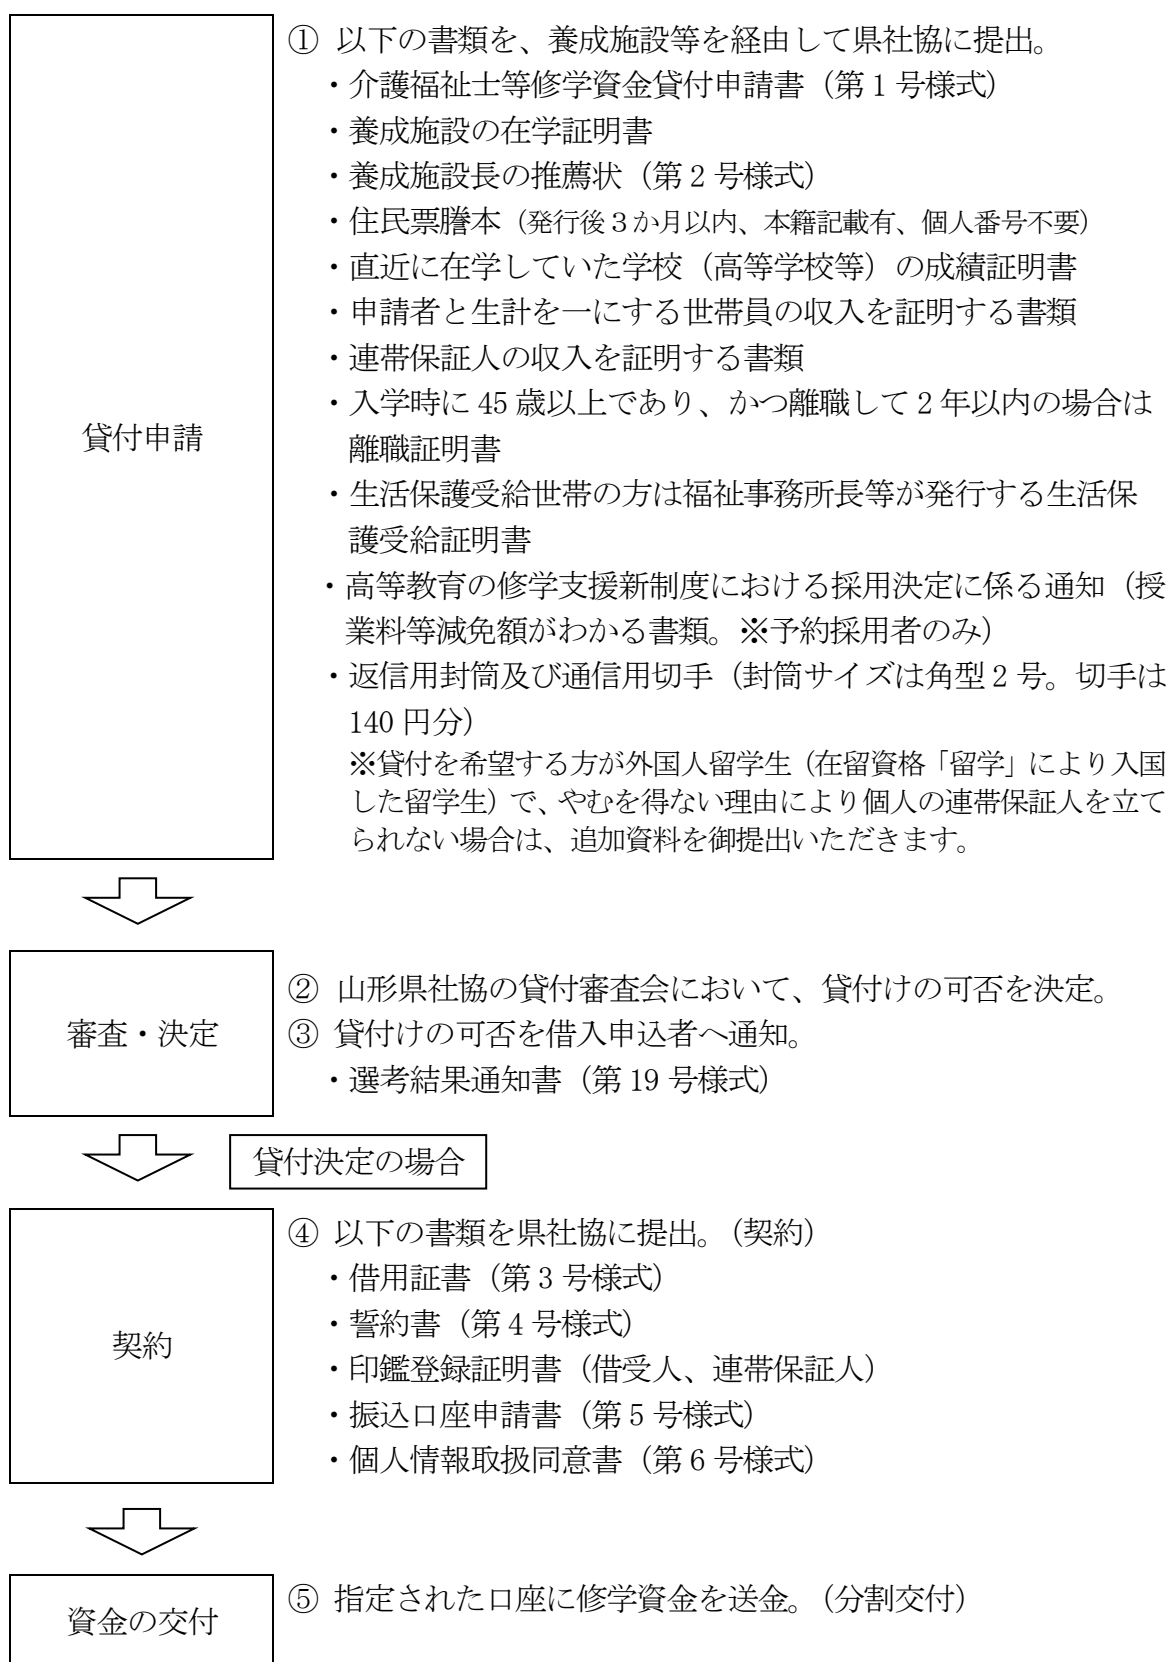 貸付申請
① 以下の書類を、養成施設等を経由して県社協に提出。
・介護福祉士等修学資金貸付申請書（第１号様式）
・養成施設の在学証明書
・養成施設長の推薦状（第２号様式）
・住民票謄本（発行後３か月以内、本籍記載有、個人番号不要）
・直近に在学していた学校（高等学校等）の成績証明書
・申請者と生計を一にする世帯員の収入を証明する書類
・連帯保証人の収入を証明する書類
・入学時に 45 歳以上であり、かつ離職して 2 年以内の場合は
離職証明書
・生活保護受給世帯の方は福祉事務所長等が発行する生活保
護受給証明書
・高等教育の修学支援新制度における採用決定に係る通知（授
業料等減免額がわかる書類。※予約採用者のみ）
・返信用封筒及び通信用切手（封筒サイズは角型 2 号。切手は
140 円分）
※貸付を希望する方が外国人留学生（在留資格「留学」により入国
した留学生）で、やむを得ない理由により個人の連帯保証人を立て
られない場合は、追加資料を御提出いただきます。
審査・決定
② 山形県社協の貸付審査会において、貸付けの可否を決定。
③ 貸付けの可否を借入申込者へ通知。
・選考結果通知書（第 19 号様式）
貸付決定の場合
契約
④ 以下の書類を県社協に提出。（契約）
・借用証書（第３号様式）
・誓約書（第４号様式）
・印鑑登録証明書（借受人、連帯保証人）
・振込口座申請書（第５号様式）
・個人情報取扱同意書（第６号様式）
資金の交付
⑤ 指定された口座に修学資金を送金。（分割交付）